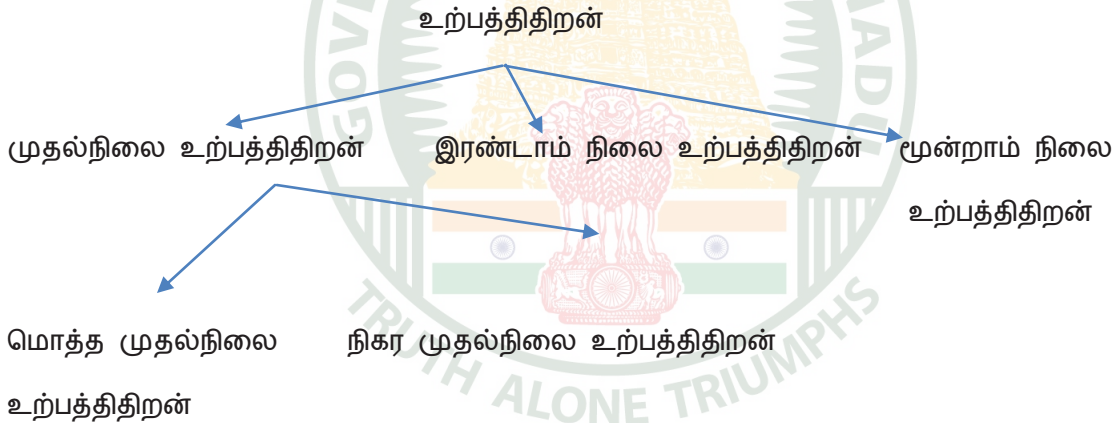 உற்பத்திதிறன்
முதல்நிலை உற்பத்திதிறன் இரண்டாம் நிலை உற்பத்திதிறன் மூன்றாம் நிலை
உற்பத்திதிறன்
மொத்த முதல்நிலை நிகர முதல்நிலை உற்பத்திதிறன்
உற்பத்திதிறன்
TRUTH ALONE TRIUMPHS